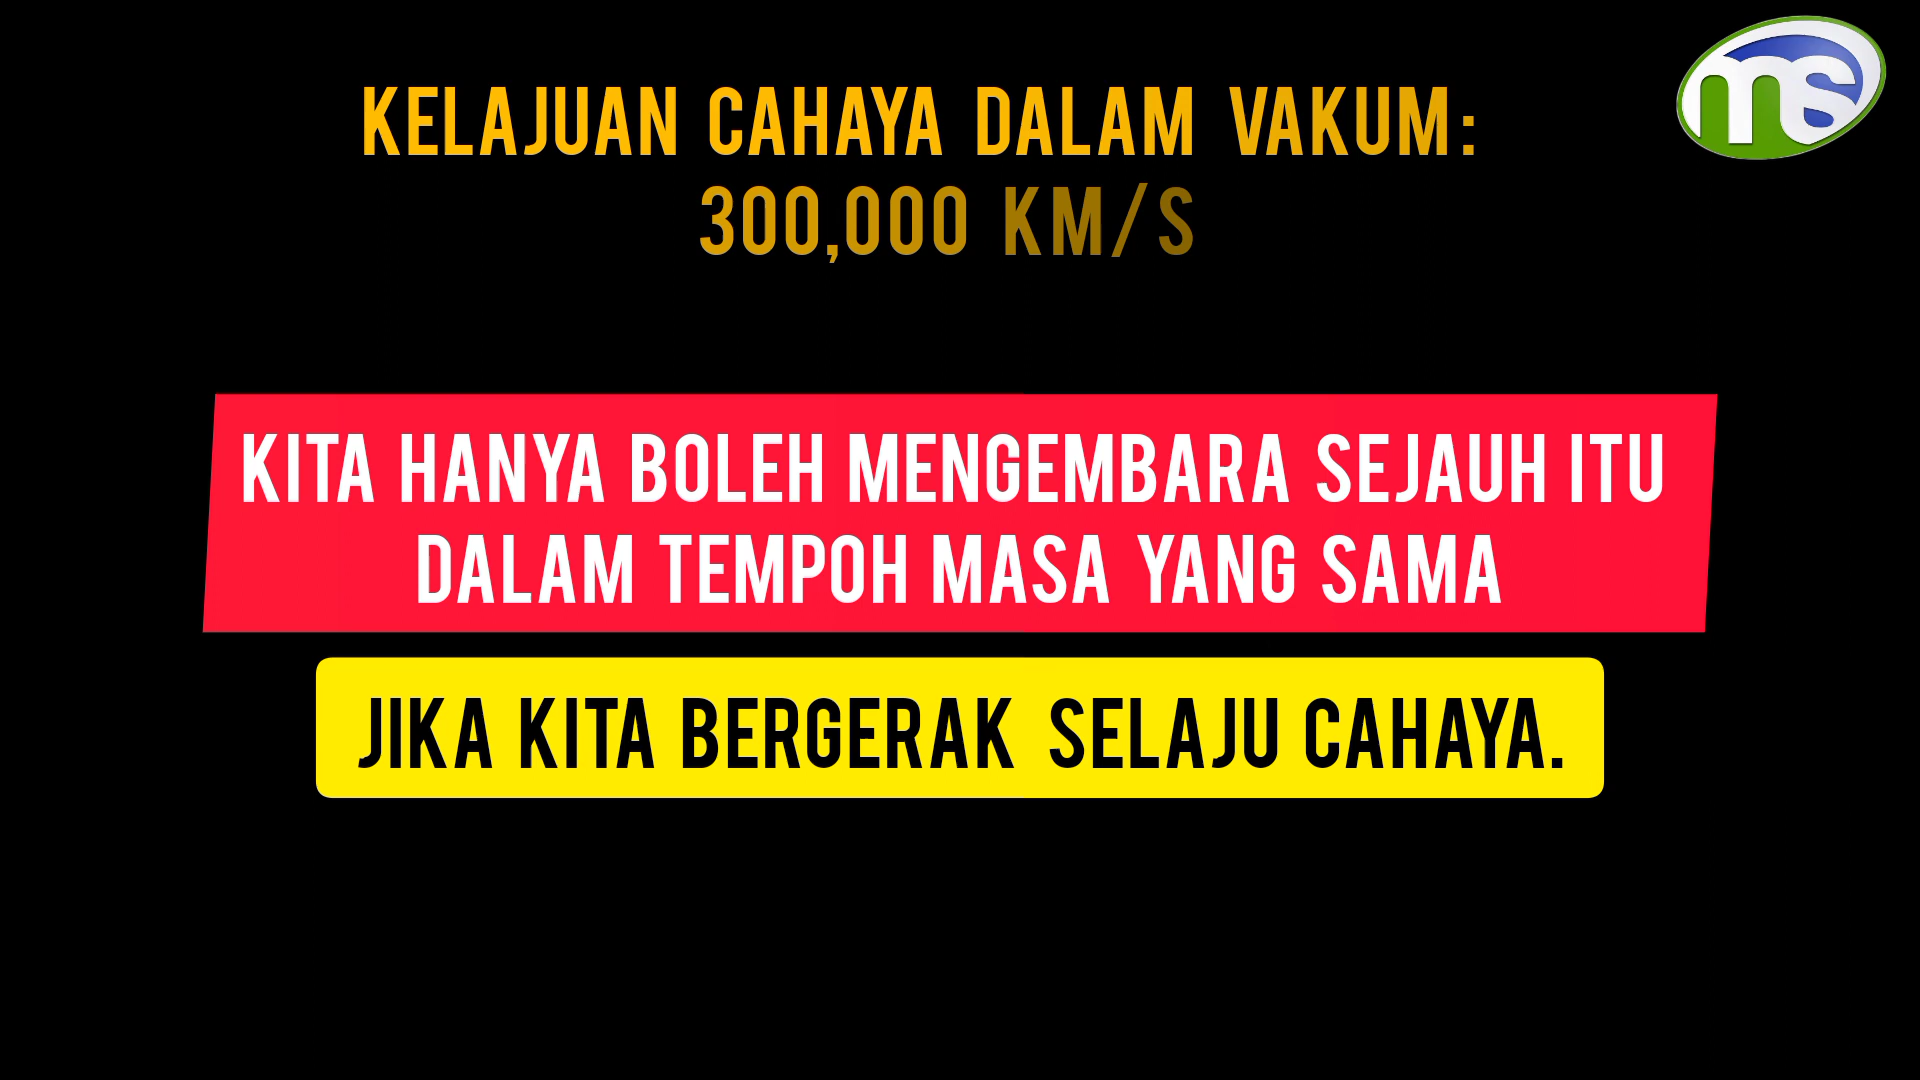 ms
KELAJUAN CAHAYA DALAM VAKUM:
300,000 KM/S
KITA HANYA BOLEH MENGEMBARA SEJAUH ITU
DALAM TEMPOH MASA YANG SAMA
JIKA KITA BERGERAK SELAJU CAHAYA.